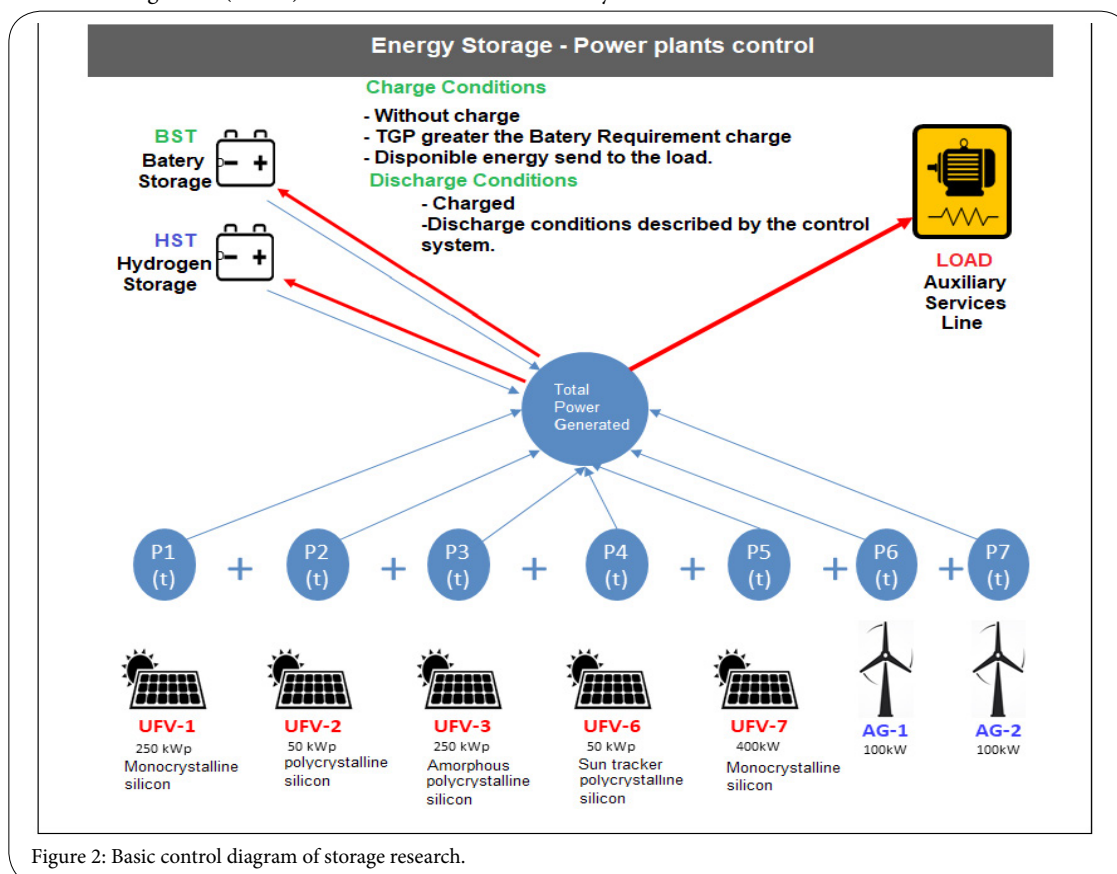 Energy Storage - Power plants control
Charge Conditions
- Without charge
- TGP greater the Batery Requirement charge
- Disponible energy send to the load.
Discharge Conditions
- Charged
-Discharge conditions described by the control
system.
BST
Batery
Storage
HST
Hydrogen
Storage
LOAD
Auxiliary
Services
Line
Total
Power
Generated
P1
(t)
+
P2
(t)
+
P3
(t)
+
P4
(t)
+
P5
(t)
+
P6
(t)
+
P7
(t)
UFV-1
250 kWp
Monocrystalline
silicon
UFV-2
50 kWp
polycrystalline
silicon
UFV-3
250 kWp
Amorphous
polycrystalline
silicon
UFV-6
50 kWp
Sun tracker
polycrystalline
silicon
UFV-7
400kW
Monocrystalline
silicon
AG-1
100kW
AG-2
100kW
Figure 2: Basic control diagram of storage research.